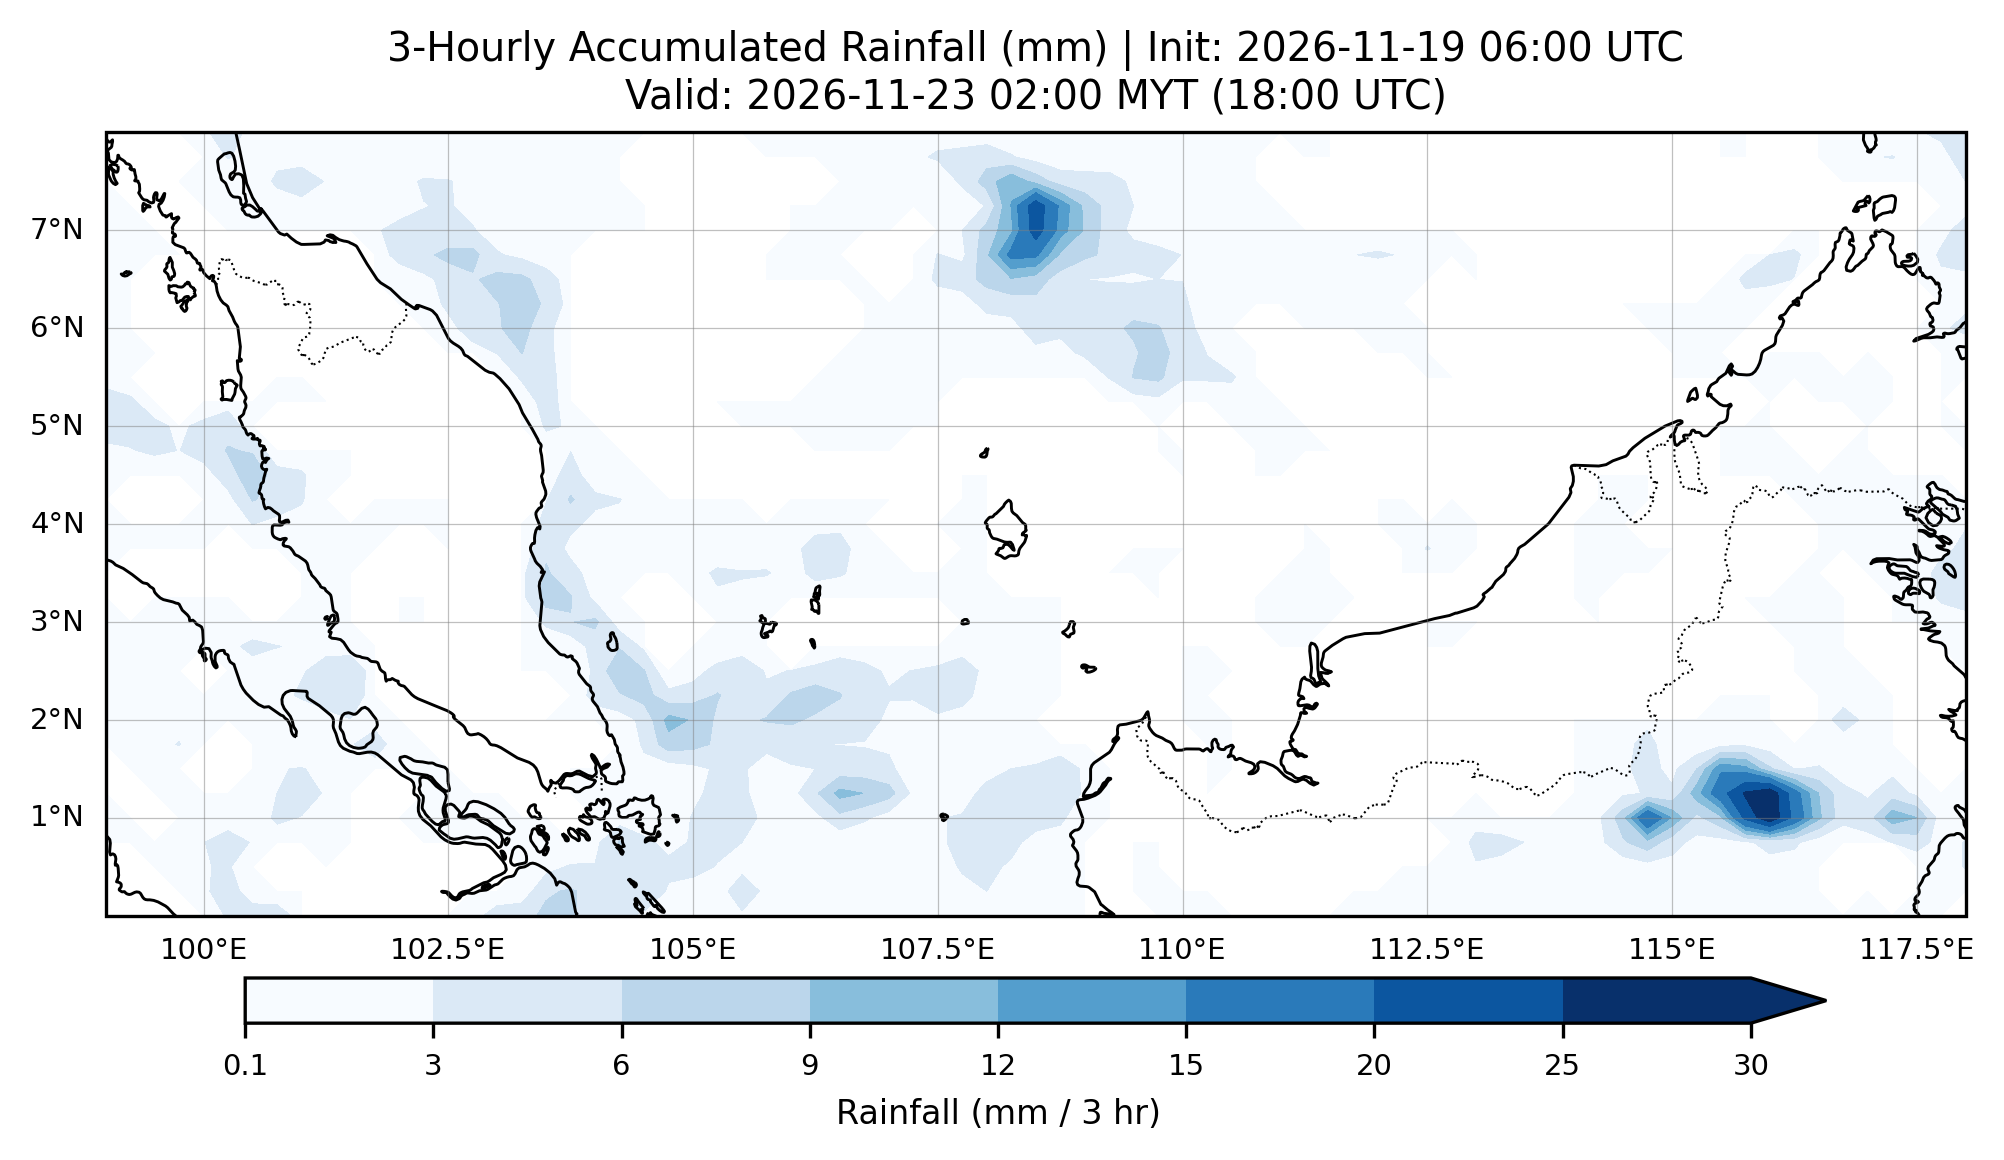 3-Hourly Accumulated Rainfall (mm) | Init: 2026-11-19 06:00 UTC
Valid: 2026-11-23 02:00 MYT (18:00 UTC)
7°N
6°N
5°N
4°N
3°N
2°N
1°N
100°E 102.5°E 105°E 107.5°E 110°E 112.5°E 115°E 117.5°E
0.1 3 6 9 12 15 20 25 30
Rainfall (mm / 3 hr)